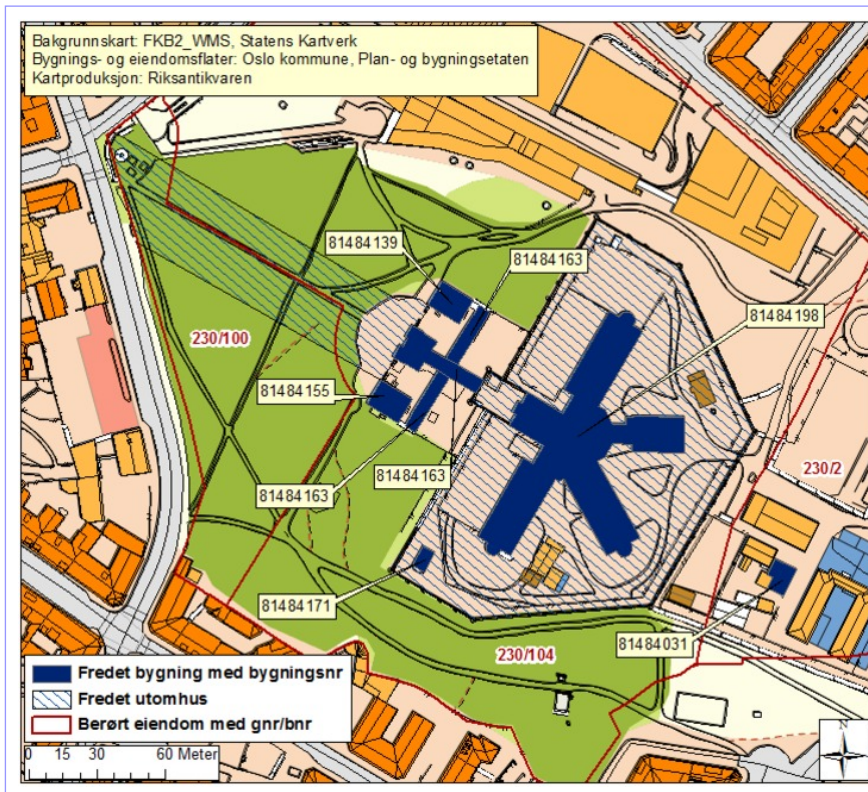 Bakgrunnskart: FKB2_WMS, Statens Kartverk
Bygnings- og eiendomsflater: Oslo kommune, Plan- og bygningsetaten
Kartproduksjon: Riksantikvaren
81484139
81484163
81484198
230/100
81484155
81484163
81484163
230/2
81484171
81484031
230/104
Fredet bygning med bygningsnr
Fredet utomhus
Berørt eiendom med gnr/bnr
0 15 30 60 Meter
N